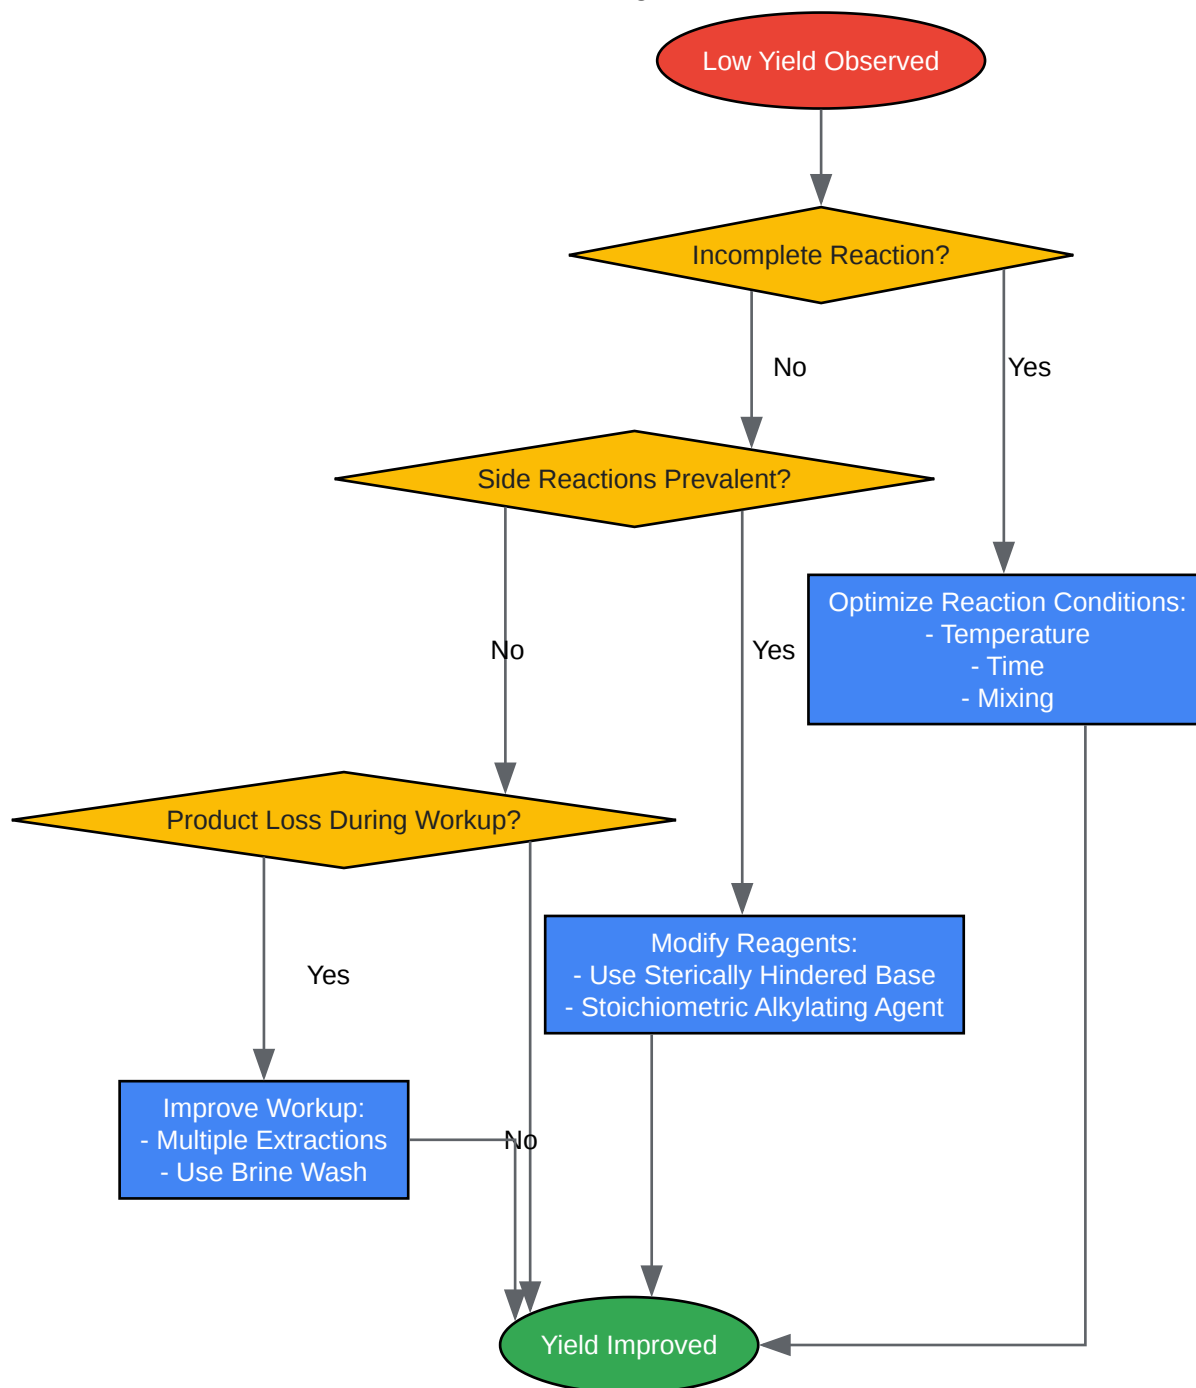 Low Yield Observed
Incomplete Reaction?
No
Yes
Side Reactions Prevalent?
No
Yes
Optimize Reaction Conditions:
- Temperature
- Time
- Mixing
Product Loss During Workup?
Yes
No
Modify Reagents:
- Use Sterically Hindered Base
- Stoichiometric Alkylating Agent
Improve Workup:
- Multiple Extractions
- Use Brine Wash
Yield Improved